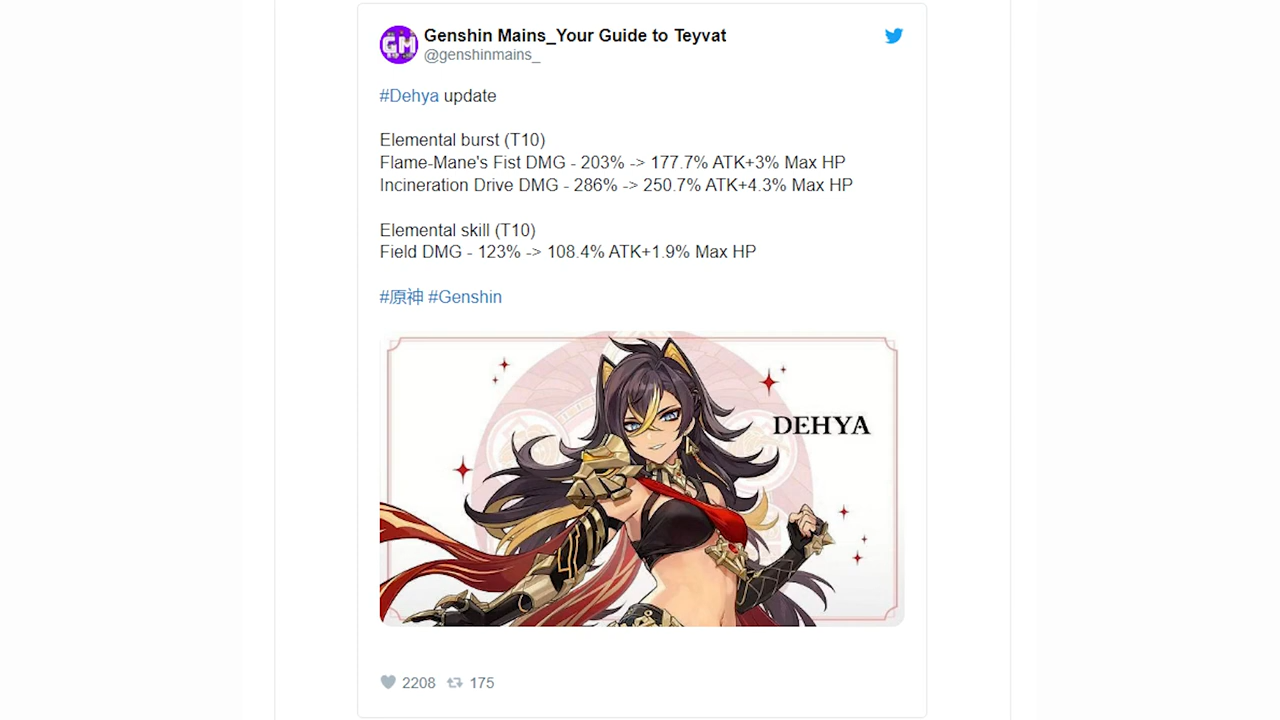 GM
Genshin Mains_Your Guide to Teyvat
@genshinmains_
#Dehya update
Elemental burst (T10)
Flame-Mane's Fist DMG - 203% -> 177.7% ATK+3% Max HP
Incineration Drive DMG - 286% -> 250.7% ATK+4.3% Max HP
Elemental skill (T10)
Field DMG - 123% -> 108.4% ATK+1.9% Max HP
#原神 #Genshin
DEHYA
2208 175